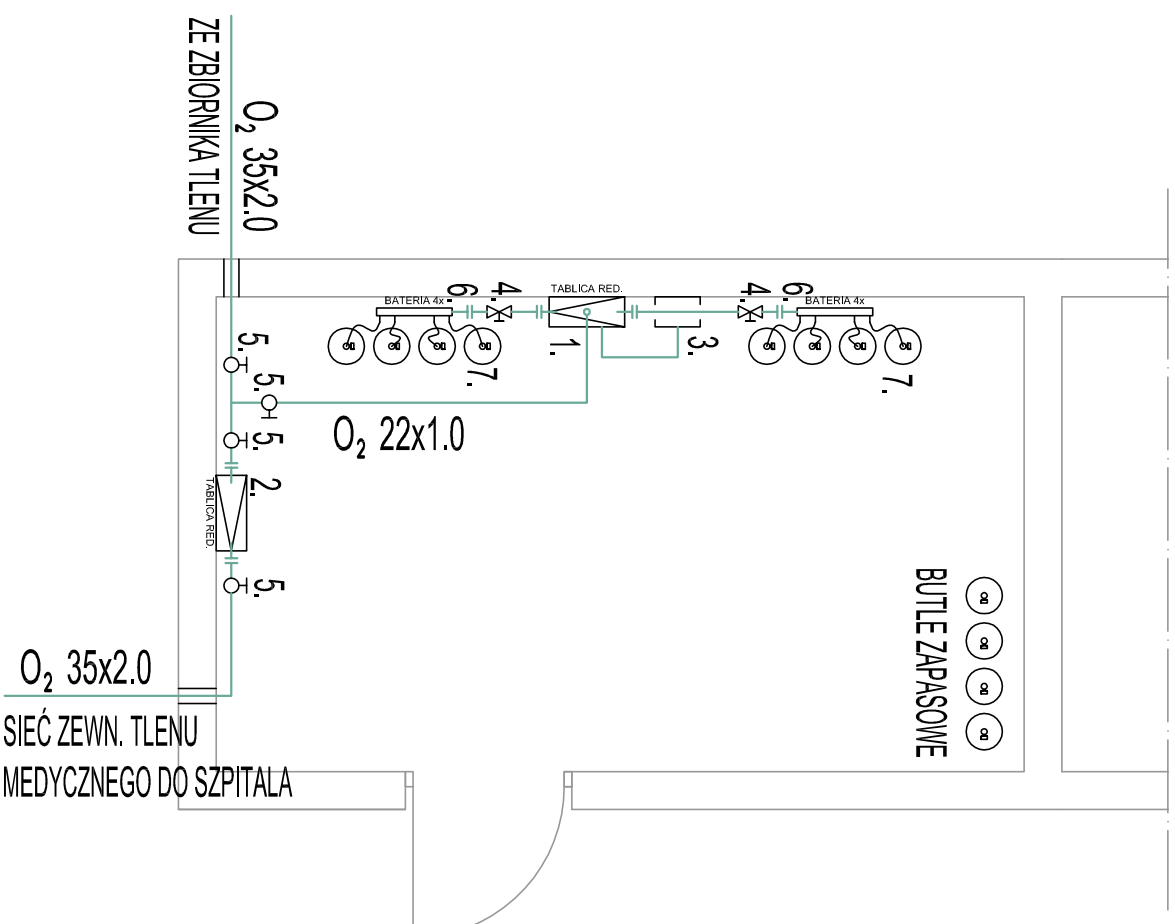 ZE ZBIORNIKA TLENU
O₂ 35x2.0
BATERIA 4x
6.
4.
TABLICA RED.
1.
3.
4.
6.
BATERIA 4x
7.
7.
5.
5.
O₂ 22x1.0
5.
2.
TABLICA RED.
5.
BUTLE ZAPASOWE
O₂ 35x2.0
SIEĆ ZEWN. TLENU
MEDYCZNEGO DO SZPITALA